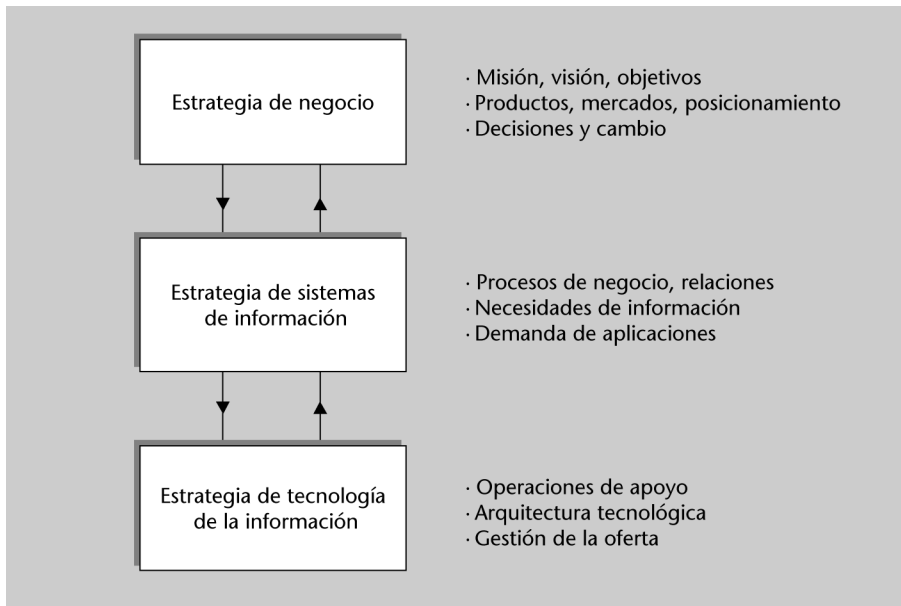 Estrategia de negocio
· Misión, visión, objetivos
· Productos, mercados, posicionamiento
· Decisiones y cambio
Estrategia de sistemas
de información
· Procesos de negocio, relaciones
· Necesidades de información
· Demanda de aplicaciones
Estrategia de tecnología
de la información
· Operaciones de apoyo
· Arquitectura tecnológica
· Gestión de la oferta